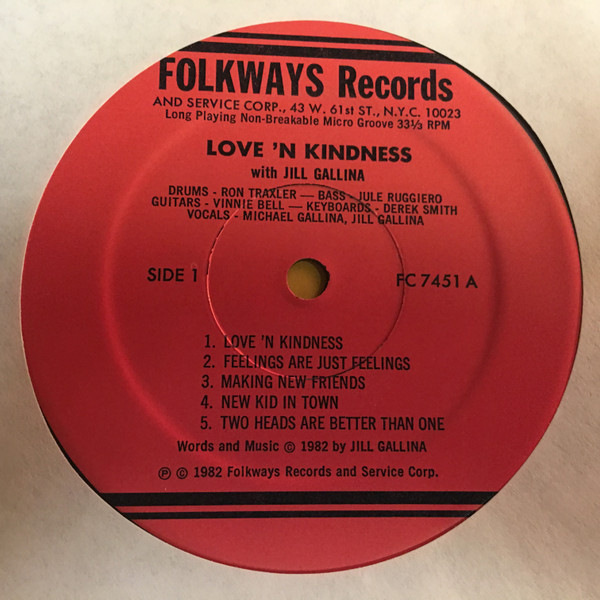 FOLKWAYS Records
AND SERVICE CORP., 43 W. 61st ST., N.Y.C. 10023
Long Playing Non-Breakable Micro Groove 33⅓ RPM
LOVE 'N KINDNESS
with JILL GALLINA
DRUMS - RON TRAXLER — BASS - JULE RUGGIERO
GUITARS - VINNIE BELL — KEYBOARDS - DEREK SMITH
VOCALS - MICHAEL GALLINA, JILL GALLINA
SIDE 1
FC 7451 A
1. LOVE 'N KINDNESS
2. FEELINGS ARE JUST FEELINGS
3. MAKING NEW FRIENDS
4. NEW KID IN TOWN
5. TWO HEADS ARE BETTER THAN ONE
Words and Music © 1982 by JILL GALLINA
℗ © 1982 Folkways Records and Service Corp.